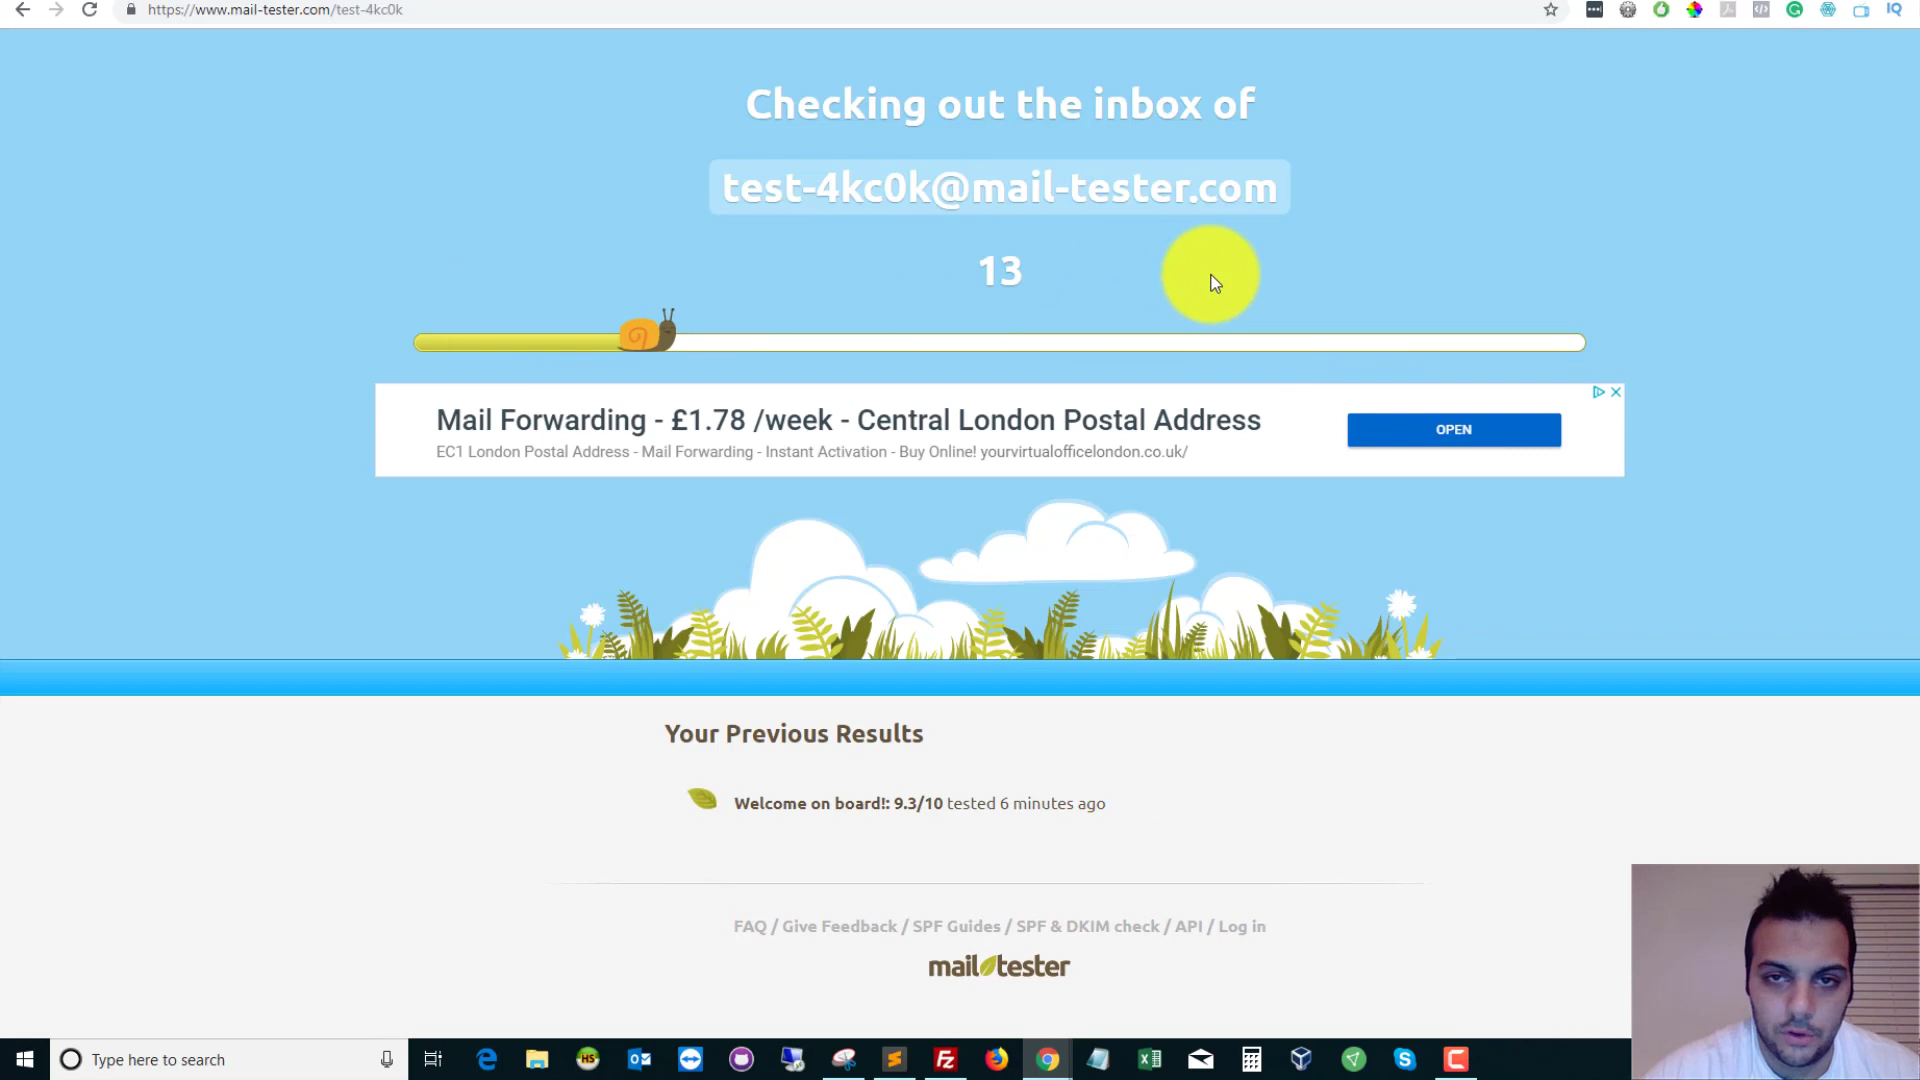 https://www.mail-tester.com/test-4kc0k
IQ
Checking out the inbox of
test-4kc0k@mail-tester.com
13
Mail Forwarding - £1.78 /week - Central London Postal Address
EC1 London Postal Address - Mail Forwarding - Instant Activation - Buy Online! yourvirtualofficelondon.co.uk/
OPEN
Your Previous Results
Welcome on board!: 9.3/10 tested 6 minutes ago
FAQ / Give Feedback / SPF Guides / SPF & DKIM check / API / Log in
mail tester
Type here to search
HS